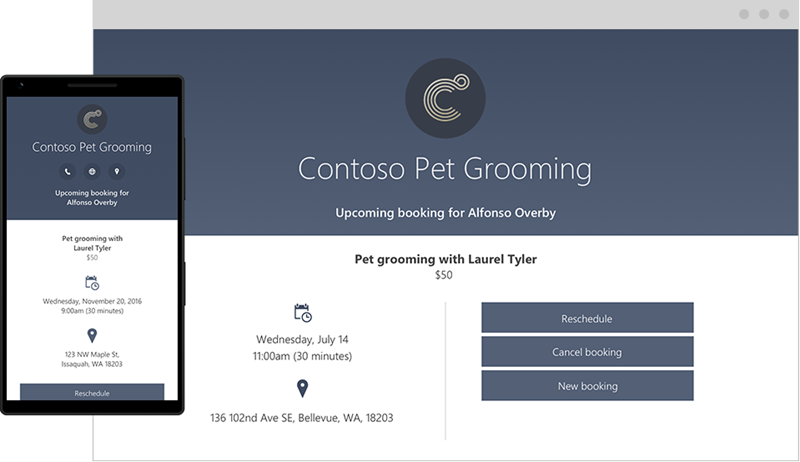 Contoso Pet Grooming
Upcoming booking for
Alfonso Overby
Pet grooming with
Laurel Tyler
$50
Wednesday, November 20, 2016
9:00am (30 minutes)
123 NW Maple St,
Issaquah, WA 18203
Reschedule
Contoso Pet Grooming
Upcoming booking for Alfonso Overby
Pet grooming with Laurel Tyler
$50
Wednesday, July 14
11:00am (30 minutes)
136 102nd Ave SE, Bellevue, WA, 18203
Reschedule
Cancel booking
New booking